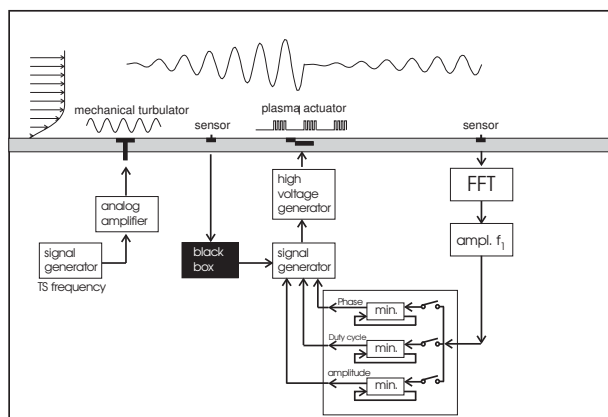 mechanical turbulator
sensor
plasma actuator
sensor
analog
amplifier
signal
generator
TS frequency
black
box
high
voltage
generator
signal
generator
FFT
ampl. f1
Phase
min.
Duty cycle
min.
amplitude
min.